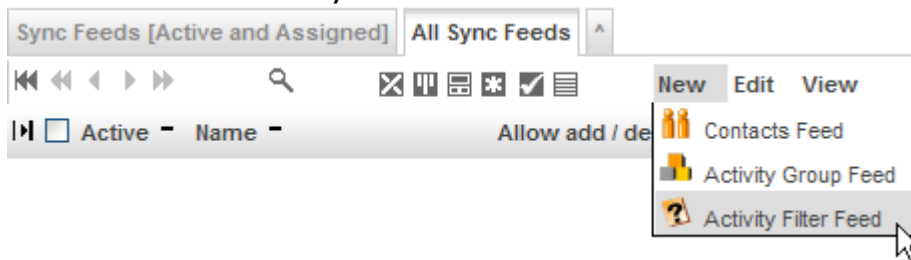 Sync Feeds [Active and Assigned] All Sync Feeds ^
New Edit View
Active Name Allow add / de
Contacts Feed
Activity Group Feed
Activity Filter Feed